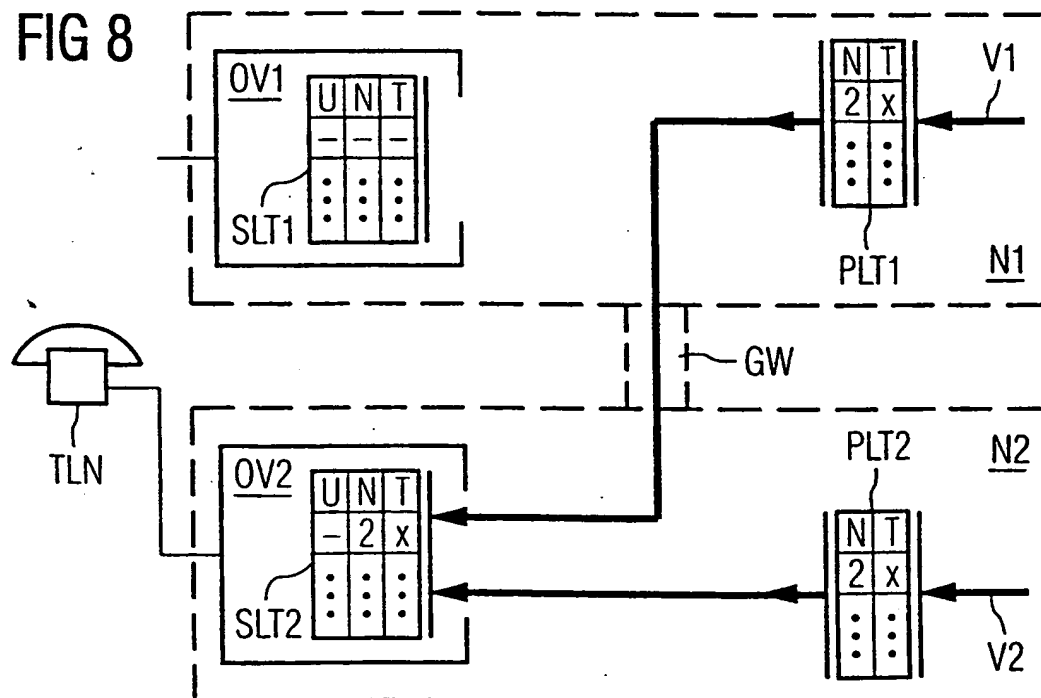 FIG 8
OV1
U N T
– – –
⋮ ⋮ ⋮
SLT1
N T
2 x
⋮ ⋮
PLT1
V1
N1
GW
TLN
OV2
U N T
– 2 x
⋮ ⋮ ⋮
SLT2
PLT2
N T
2 x
⋮ ⋮
N2
V2